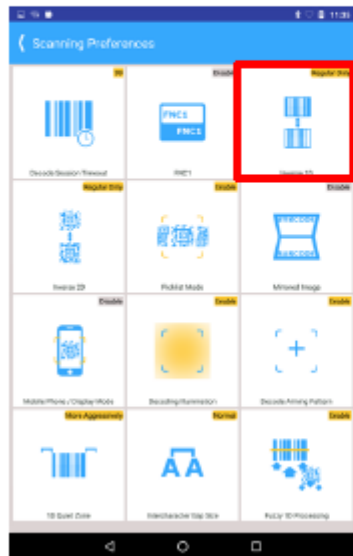 11:35
Scanning Preferences
Disable
Regular Only
FNC1
FNC1
Decode Session Timeout
FNC1
Inverse 1D
Regular Only
Enable
Disable
Inverse 2D
Picklist Mode
Mirrored Image
Disable
Enable
Enable
Mobile Phone / Display Mode
Decoding Illumination
Decode Aiming Pattern
More Aggressively
Normal
Enable
AA
1D Quiet Zone
Intercharacter Gap Size
Fuzzy 1D Processing